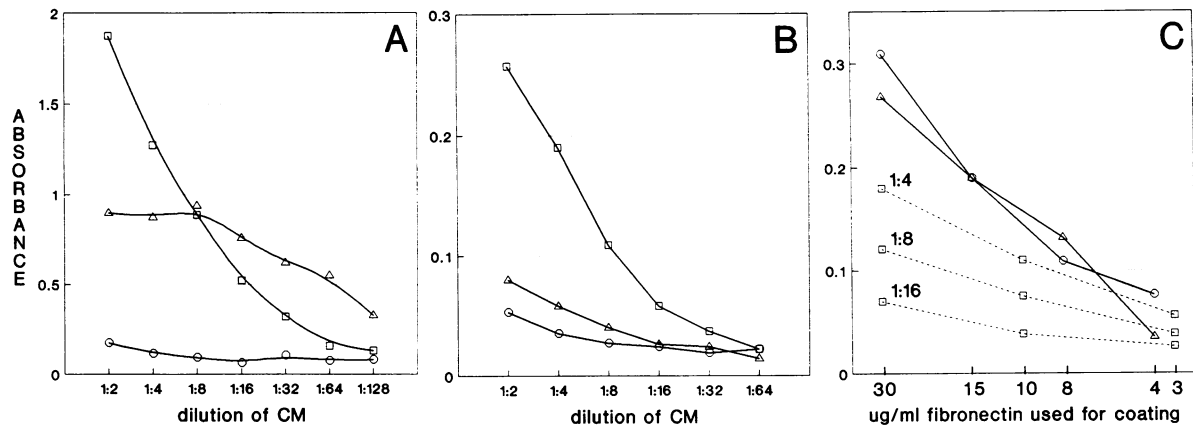 A
B
C
ABSORBANCE
2
1.5
1
0.5
0
1:2 1:4 1:8 1:16 1:32 1:64 1:128
dilution of CM
0.3
0.2
0.1
0
1:2 1:4 1:8 1:16 1:32 1:64
dilution of CM
0.3
0.2
0.1
0
1:4
1:8
1:16
30 15 10 8 4 3
ug/ml fibronectin used for coating